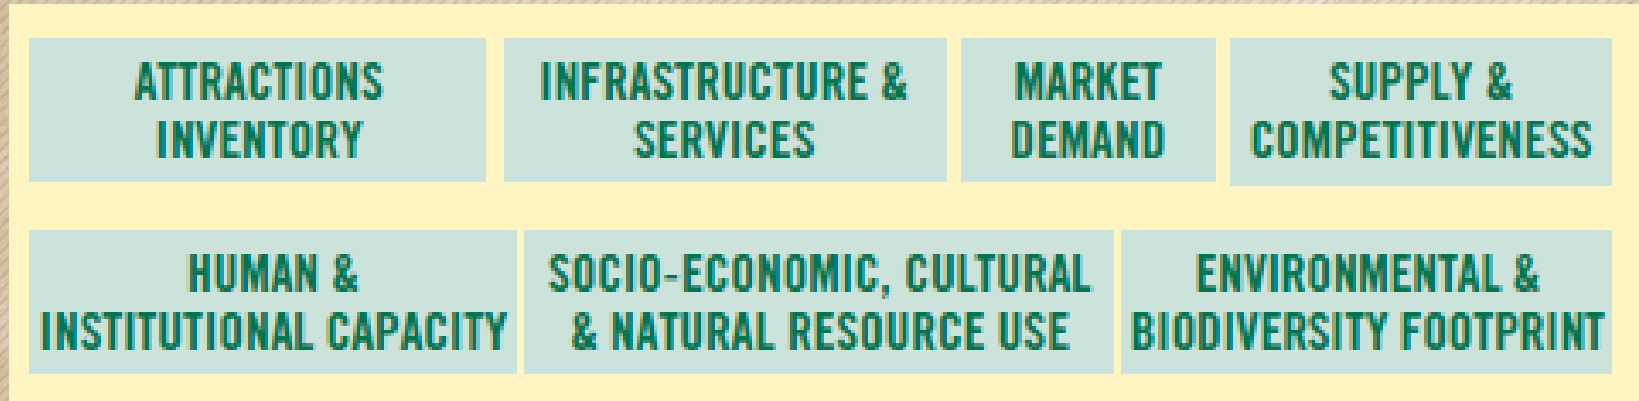 ATTRACTIONS
INVENTORY
INFRASTRUCTURE &
SERVICES
MARKET
DEMAND
SUPPLY &
COMPETITIVENESS
HUMAN &
INSTITUTIONAL CAPACITY
SOCIO-ECONOMIC, CULTURAL
& NATURAL RESOURCE USE
ENVIRONMENTAL &
BIODIVERSITY FOOTPRINT